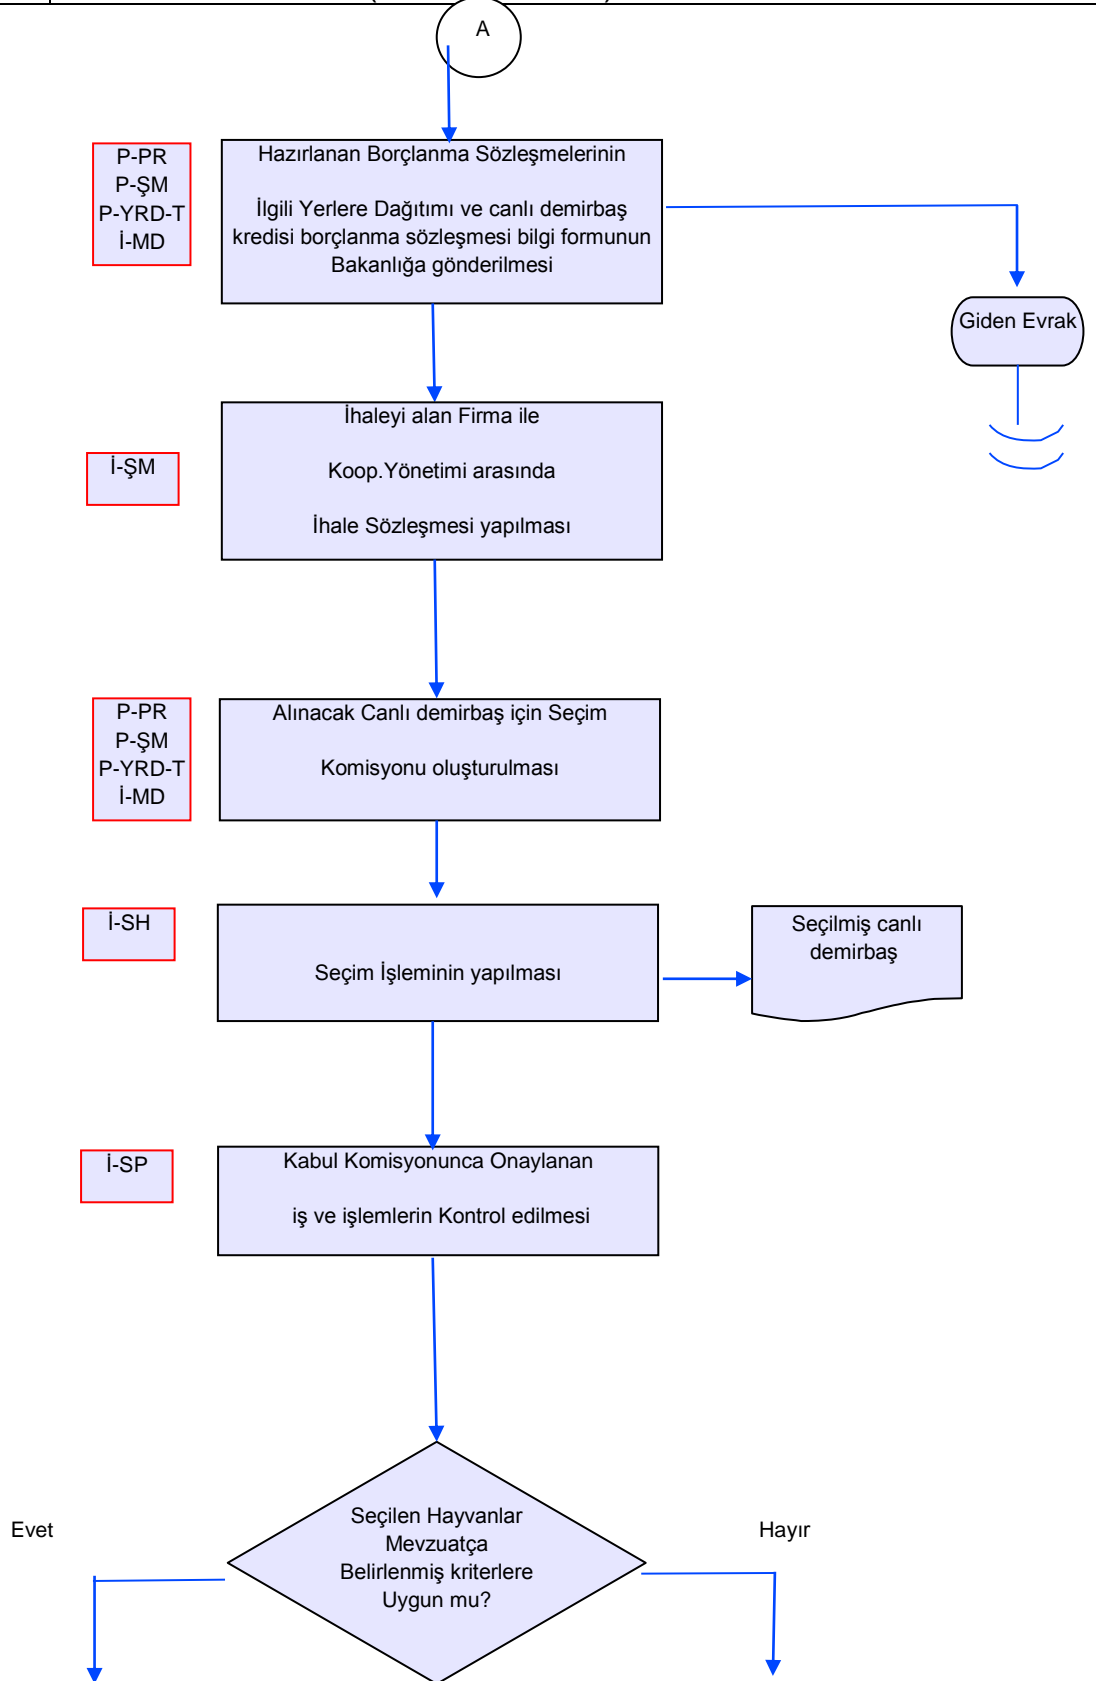 A
P-PR
P-ŞM
P-YRD-T
İ-MD
Hazırlanan Borçlanma Sözleşmelerinin
İlgili Yerlere Dağıtımı ve canlı demirbaş
kredisi borçlanma sözleşmesi bilgi formunun
Bakanlığa gönderilmesi
Giden Evrak
İ-ŞM
İhaleyi alan Firma ile
Koop.Yönetimi arasında
İhale Sözleşmesi yapılması
P-PR
P-ŞM
P-YRD-T
İ-MD
Alınacak Canlı demirbaş için Seçim
Komisyonu oluşturulması
İ-SH
Seçim İşleminin yapılması
Seçilmiş canlı
demirbaş
İ-SP
Kabul Komisyonunca Onaylanan
iş ve işlemlerin Kontrol edilmesi
Evet
Seçilen Hayvanlar
Mevzuatça
Belirlenmiş kriterlere
Uygun mu?
Hayır